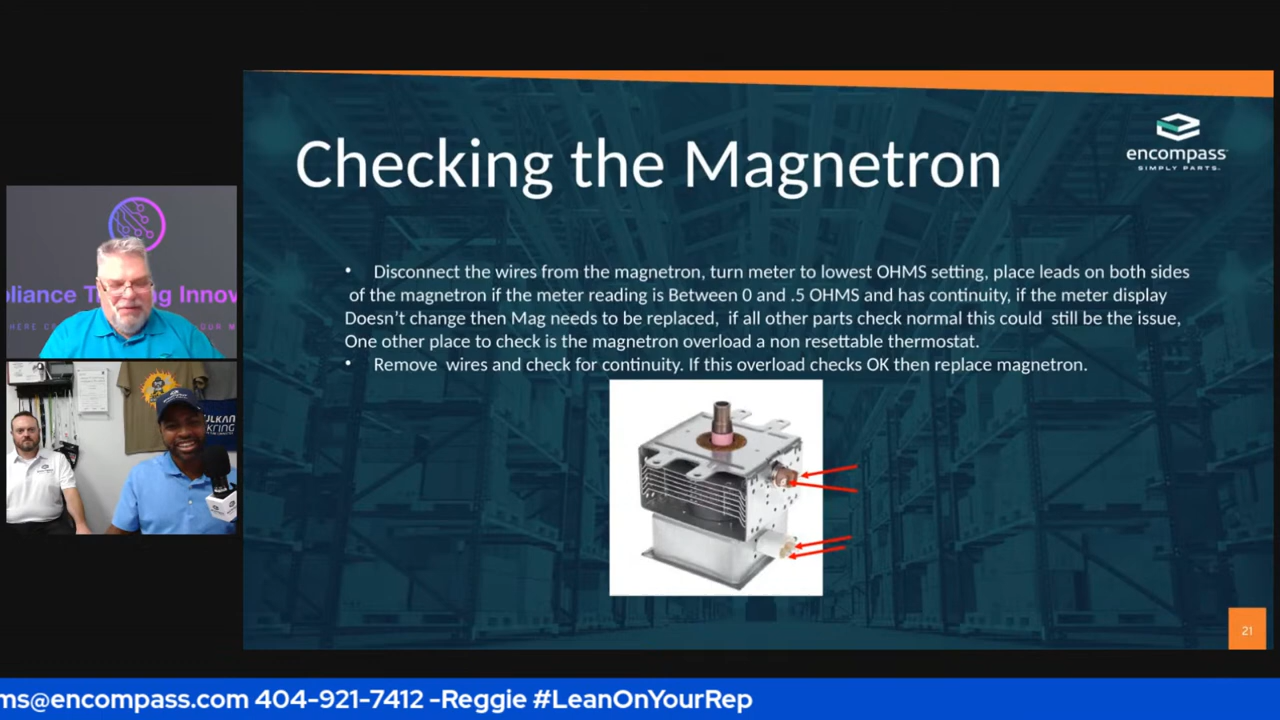 Checking the Magnetron
encompass
SIMPLY PARTS.
• Disconnect the wires from the magnetron, turn meter to lowest OHMS setting, place leads on both sides
of the magnetron if the meter reading is Between 0 and .5 OHMS and has continuity, if the meter display
Doesn't change then Mag needs to be replaced, if all other parts check normal this could still be the issue,
One other place to check is the magnetron overload a non resettable thermostat.
• Remove wires and check for continuity. If this overload checks OK then replace magnetron.
pliance T ng Innov
21
ms@encompass.com 404-921-7412 -Reggie #LeanOnYourRep